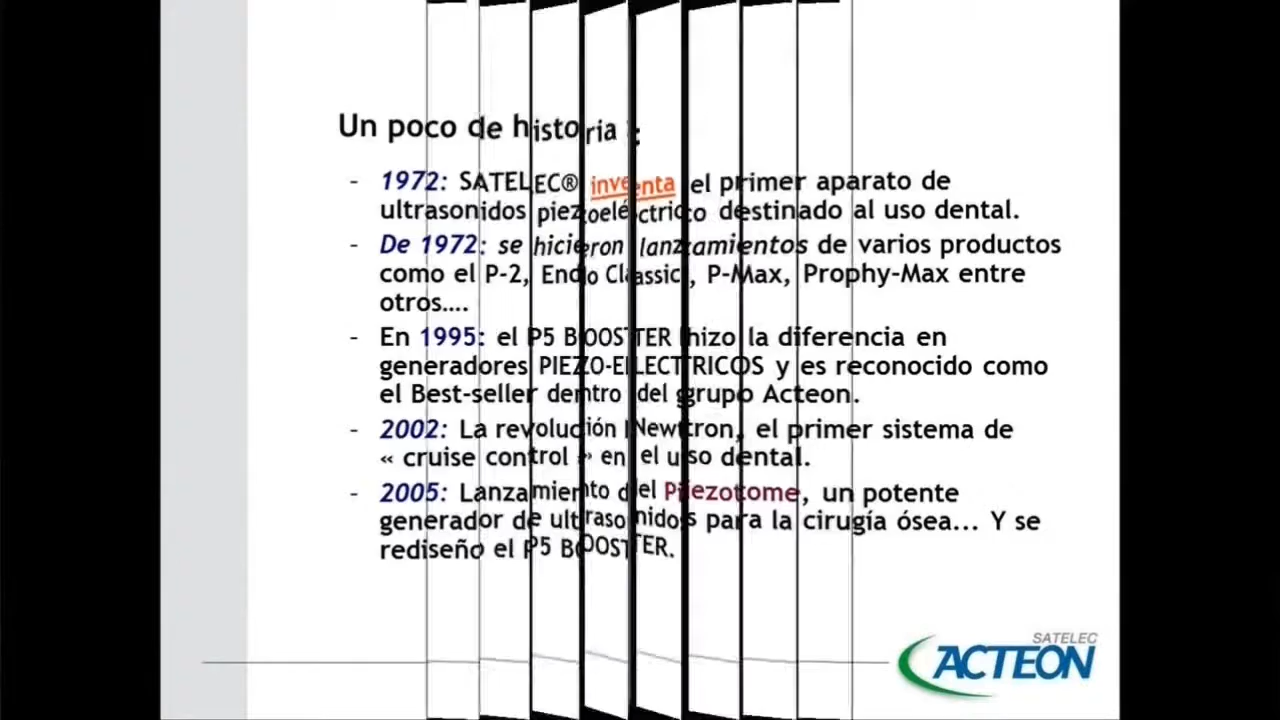 Un poco de historia :
- 1972: SATELEC® inventa el primer aparato de
ultrasonidos piezoeléctrico destinado al uso dental.
- De 1972: se hicieron lanzamientos de varios productos
como el P-2, Endo Classic, P-Max, Prophy-Max entre
otros....
- En 1995: el P5 BOOSTER hizo la diferencia en
generadores PIEZO-ELECTRICOS y es reconocido como
el Best-seller dentro del grupo Acteon.
- 2002: La revolución Newtron, el primer sistema de
« cruise control » en el uso dental.
- 2005: Lanzamiento del Piezotome, un potente
generador de ultrasonidos para la cirugía ósea... Y se
rediseño el P5 BOOSTER.
SATELEC
ACTEON